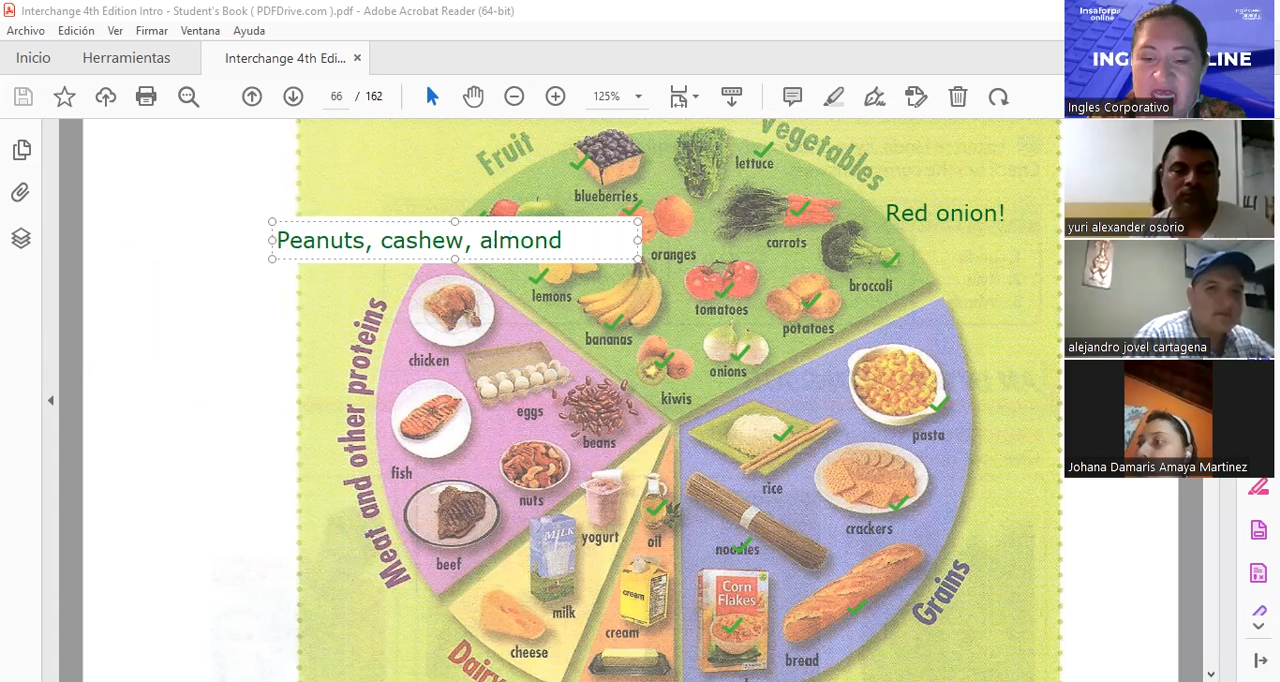 Interchange 4th Edition Intro - Student's Book ( PDFDrive.com ).pdf - Adobe Acrobat Reader (64-bit)
Archivo Edición Ver Firmar Ventana Ayuda
Inicio Herramientas Interchange 4th Edi... ×
66 / 162 125%
Insaforp
online
Ingles Corporativo
yuri alexander osorio
alejandro jovel cartagena
Johana Damaris Amaya Martinez
Fruit
Vegetables
blueberries
lettuce
Red onion!
Peanuts, cashew, almond
oranges
carrots
broccoli
lemons
tomatoes
potatoes
bananas
onions
kiwis
Meat and other proteins
chicken
eggs
beans
fish
nuts
beef
pasta
rice
crackers
noodles
Corn
Flakes
bread
Grains
yogurt
oil
MILK
milk
cream
cream
cheese
Dairy